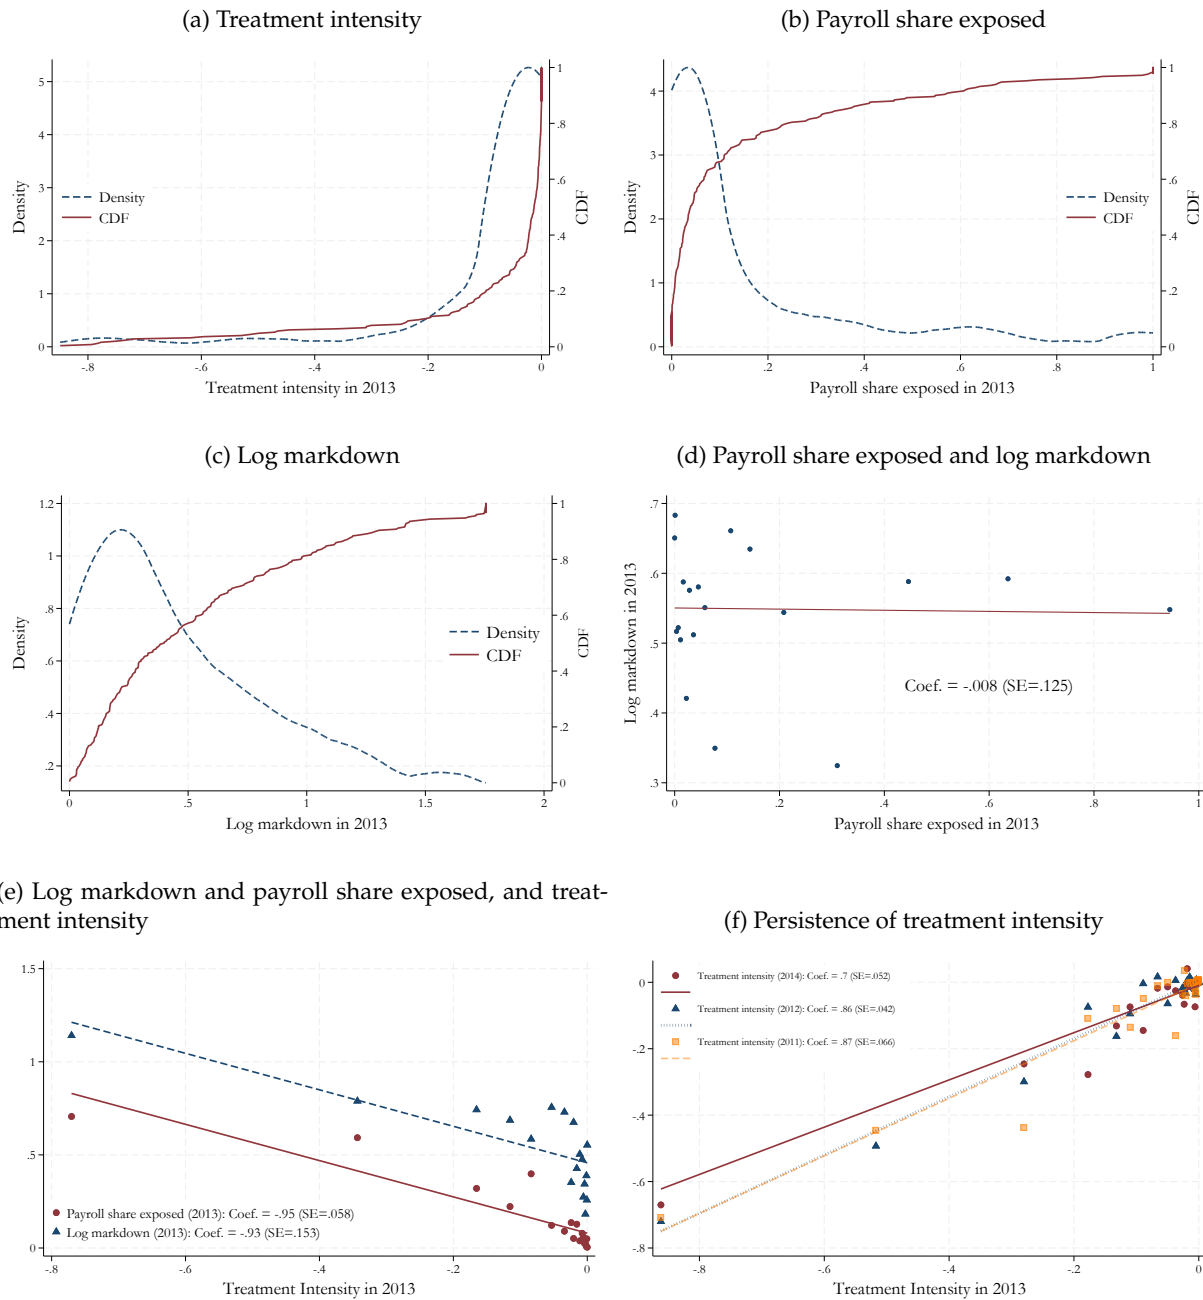 (a) Treatment intensity
5
4
3
2
1
0
Density
1
.8
.6
.4
.2
0
CDF
Density
CDF
-.8
-.6
-.4
-.2
0
Treatment intensity in 2013
(b) Payroll share exposed
4
3
2
1
0
Density
1
.8
.6
.4
.2
0
CDF
Density
CDF
0
.2
.4
.6
.8
1
Payroll share exposed in 2013
(c) Log markdown
1.2
1
.8
.6
.4
.2
Density
1
.8
.6
.4
.2
0
CDF
Density
CDF
0
.5
1
1.5
2
Log markdown in 2013
(d) Payroll share exposed and log markdown
.7
.6
.5
.4
.3
Log markdown in 2013
Coef. = -.008 (SE=.125)
0
.2
.4
.6
.8
1
Payroll share exposed in 2013
(e) Log markdown and payroll share exposed, and treat-
ment intensity
1.5
1
.5
0
Payroll share exposed (2013): Coef. = -.95 (SE=.058)
Log markdown (2013): Coef. = -.93 (SE=.153)
-.8
-.6
-.4
-.2
0
Treatment Intensity in 2013
(f) Persistence of treatment intensity
0
-.2
-.4
-.6
-.8
Treatment intensity (2014): Coef. = .7 (SE=.052)
Treatment intensity (2012): Coef. = .86 (SE=.042)
Treatment intensity (2011): Coef. = .87 (SE=.066)
-.8
-.6
-.4
-.2
0
Treatment Intensity in 2013